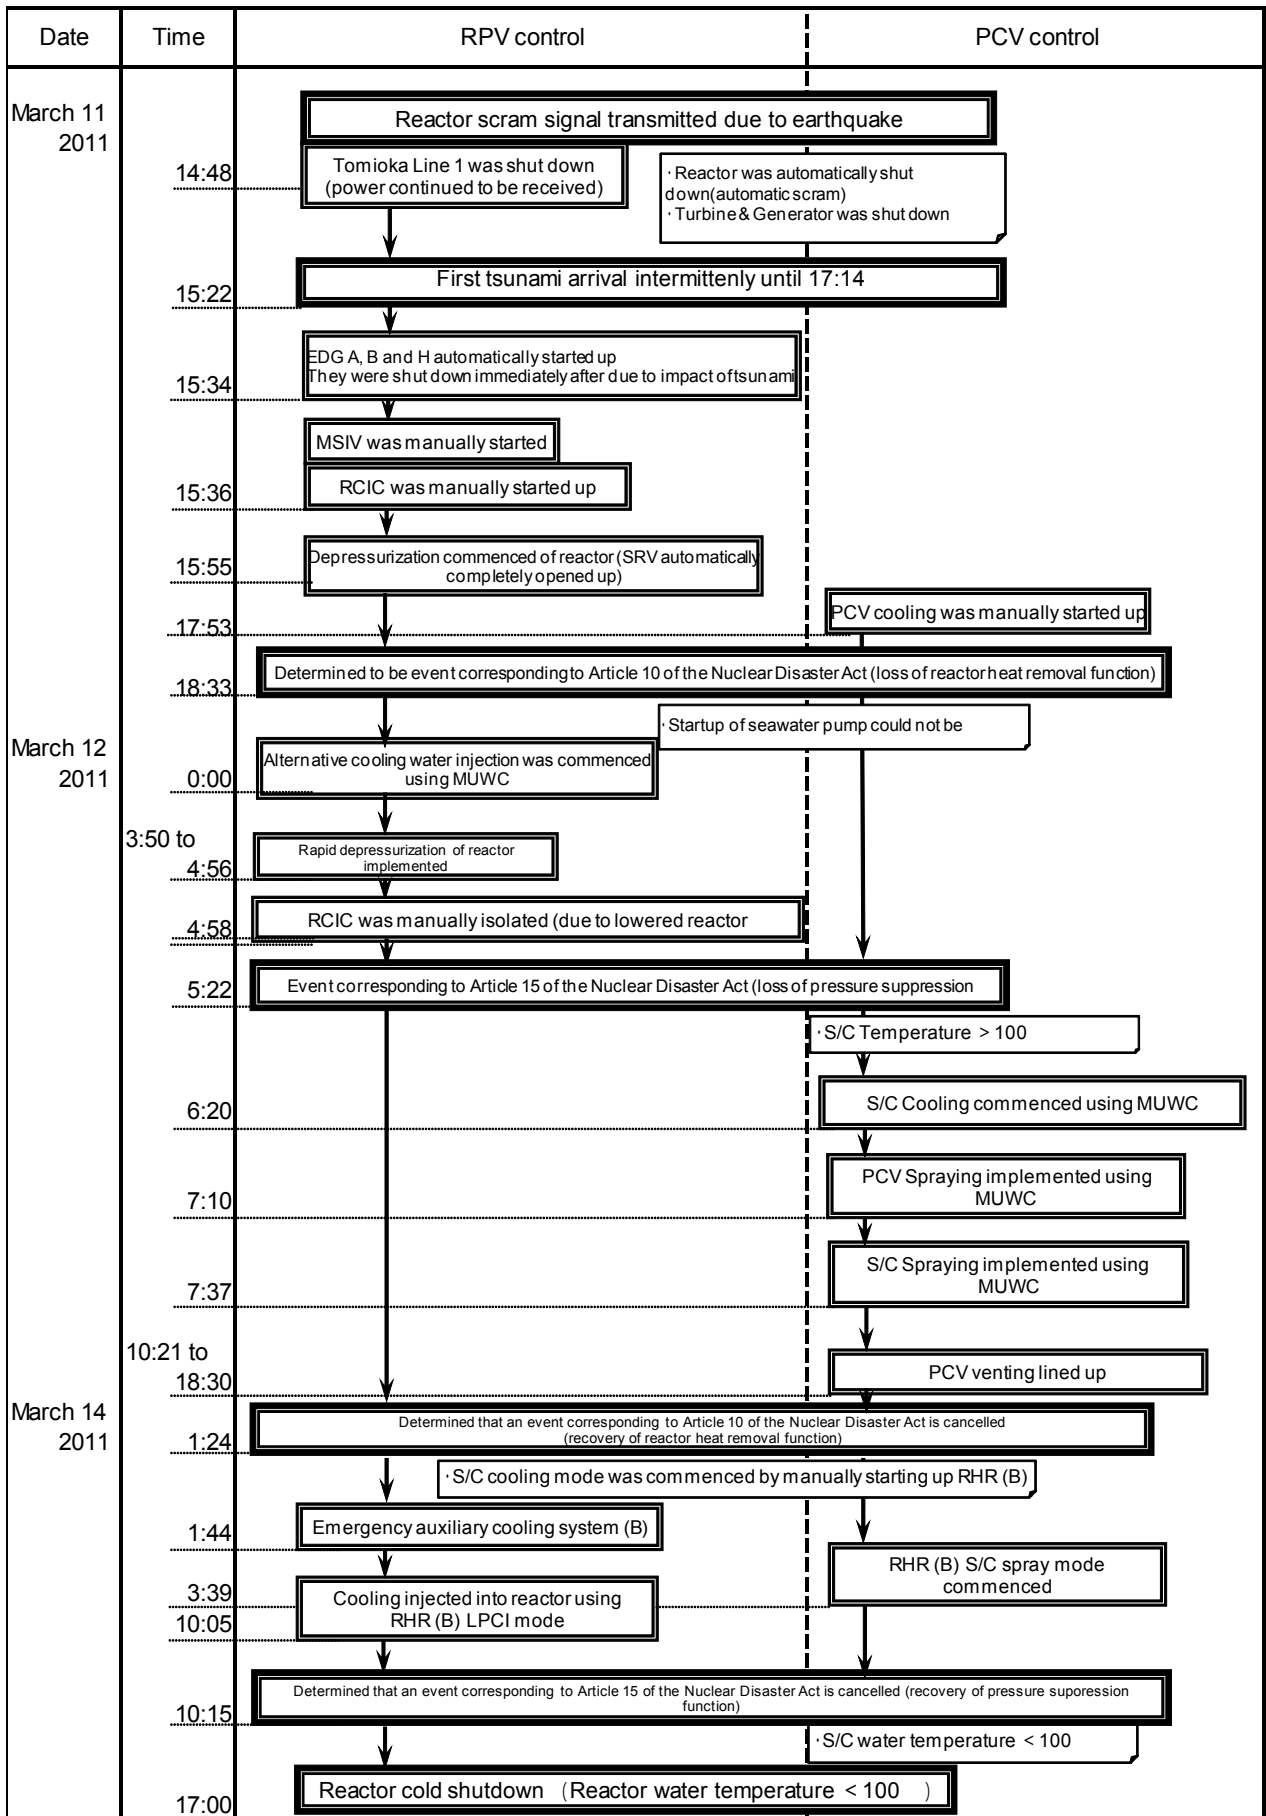 Date
Time
RPV control
PCV control
March 11
2011
Reactor scram signal transmitted due to earthquake
14:48
Tomioka Line 1 was shut down
(power continued to be received)
· Reactor was automatically shut
down(automatic scram)
· Turbine & Generator was shut down
15:22
First tsunami arrival intermittenly until 17:14
15:34
EDG A, B and H automatically started up
They were shut down immediately after due to impact of tsunami
MSIV was manually started
15:36
RCIC was manually started up
15:55
Depressurization commenced of reactor (SRV automatically
completely opened up)
17:53
PCV cooling was manually started up
18:33
Determined to be event corresponding to Article 10 of the Nuclear Disaster Act (loss of reactor heat removal function)
· Startup of seawater pump could not be
March 12
2011
0:00
Alternative cooling water injection was commenced
using MUWC
3:50 to
4:56
Rapid depressurization of reactor
implemented
4:58
RCIC was manually isolated (due to lowered reactor
5:22
Event corresponding to Article 15 of the Nuclear Disaster Act (loss of pressure suppression
· S/C Temperature > 100
6:20
S/C Cooling commenced using MUWC
7:10
PCV Spraying implemented using
MUWC
7:37
S/C Spraying implemented using
MUWC
10:21 to
18:30
PCV venting lined up
March 14
2011
1:24
Determined that an event corresponding to Article 10 of the Nuclear Disaster Act is cancelled
(recovery of reactor heat removal function)
· S/C cooling mode was commenced by manually starting up RHR (B)
1:44
Emergency auxiliary cooling system (B)
3:39
RHR (B) S/C spray mode
commenced
10:05
Cooling injected into reactor using
RHR (B) LPCI mode
10:15
Determined that an event corresponding to Article 15 of the Nuclear Disaster Act is cancelled (recovery of pressure suporession
function)
· S/C water temperature < 100
17:00
Reactor cold shutdown (Reactor water temperature < 100 )